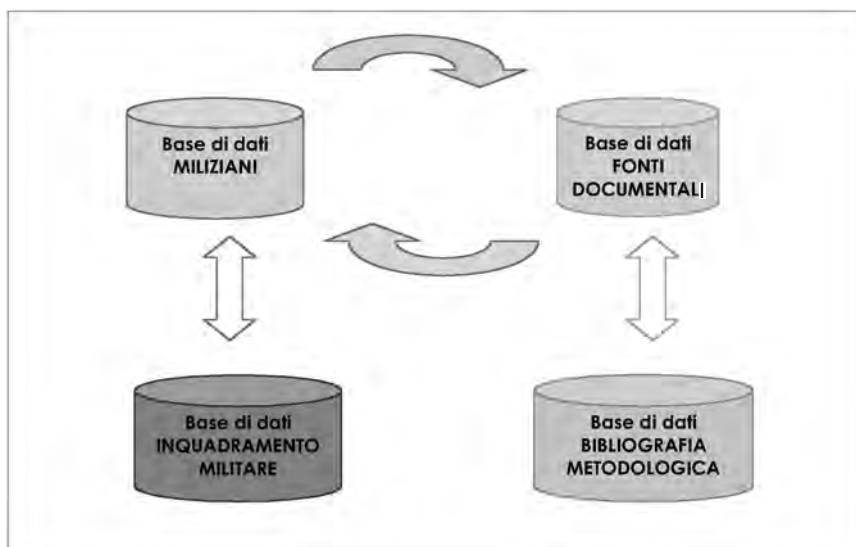 Base di dati
MILIZIANI
Base di dati
FONTI
DOCUMENTALI
Base di dati
INQUADRAMENTO
MILITARE
Base di dati
BIBLIOGRAFIA
METODOLOGICA